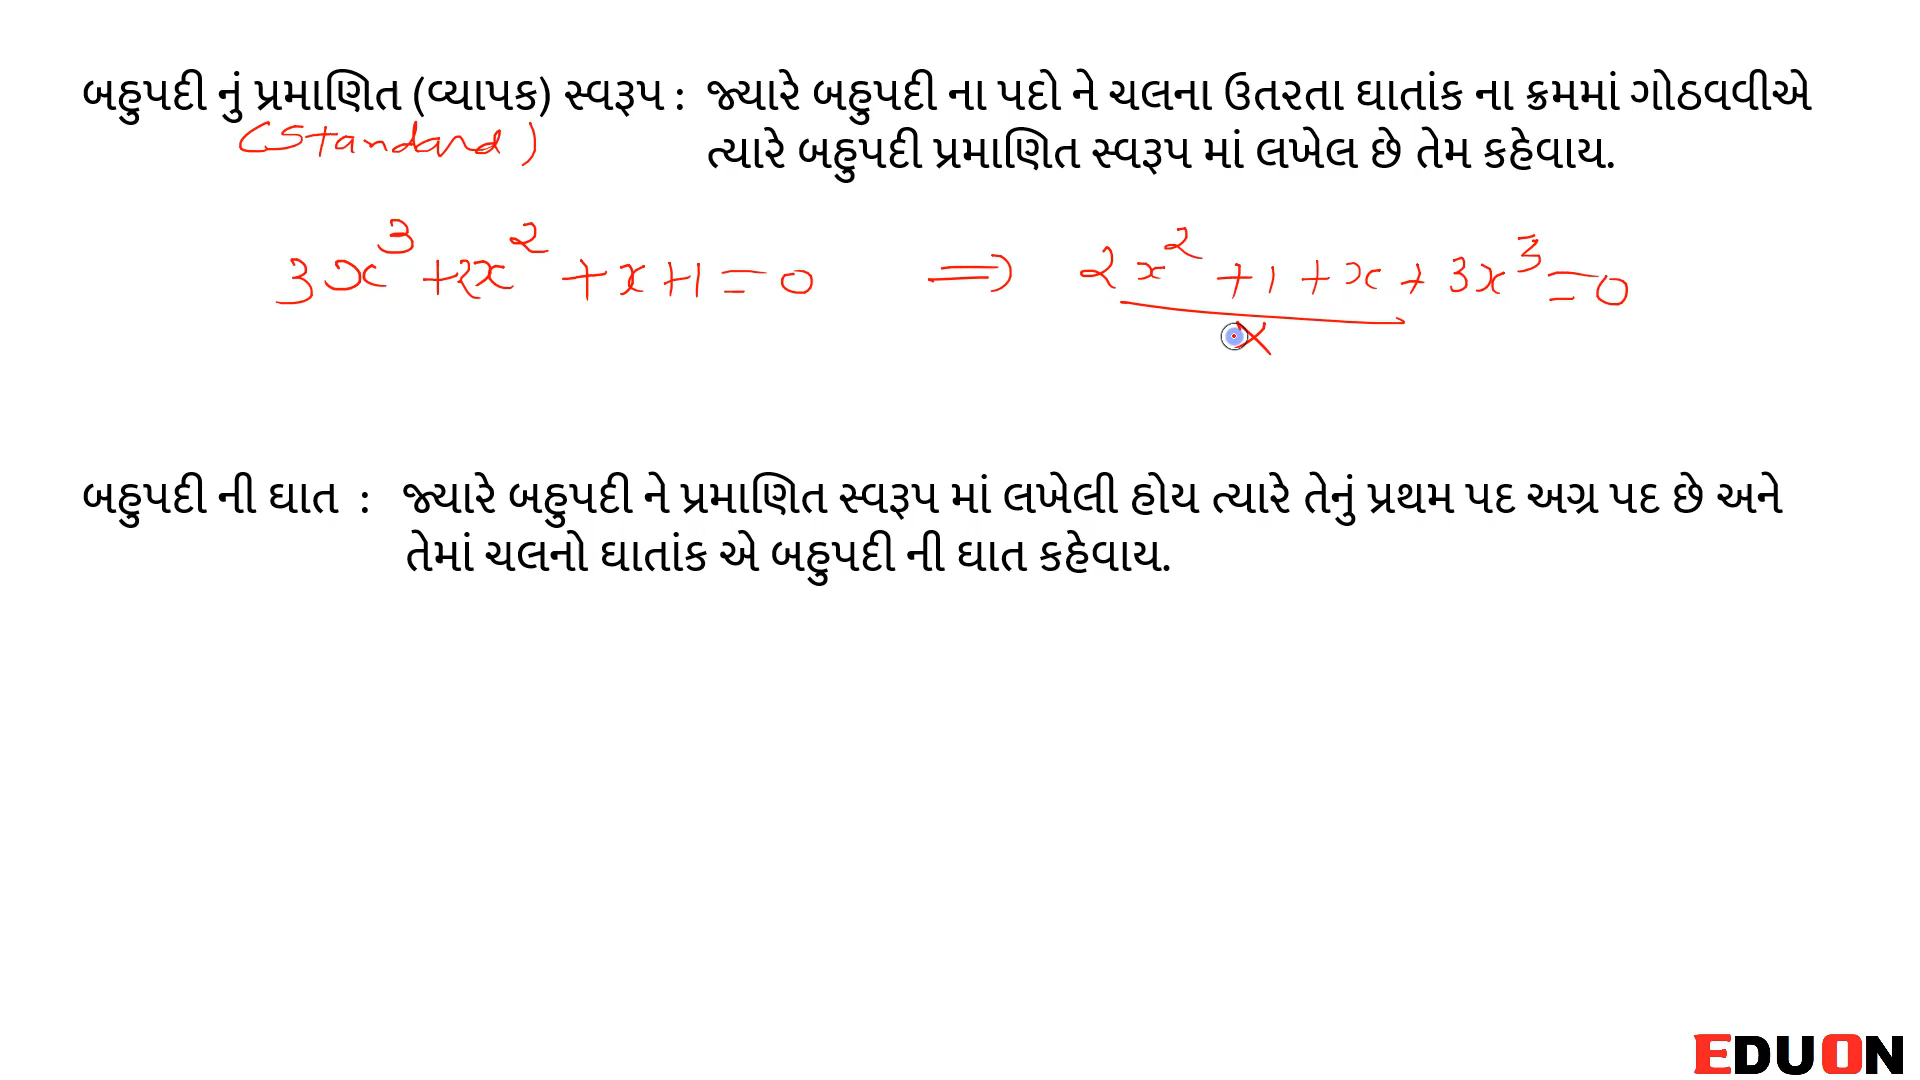 બહુપદી નું પ્રમાણિત (વ્યાપક) સ્વરૂપ : જ્યારે બહુપદી ના પદો ને ચલના ઉતરતા ઘાતાંક ના ક્રમમાં ગોઠવવીએ
(Standard)
ત્યારે બહુપદી પ્રમાણિત સ્વરૂપ માં લખેલ છે તેમ કહેવાય.
3x³ + 2x² + x + 1 = 0 ⇒ 2x² + 1 + x + 3x³ = 0
×
બહુપદી ની ઘાત : જ્યારે બહુપદી ને પ્રમાણિત સ્વરૂપ માં લખેલી હોય ત્યારે તેનું પ્રથમ પદ અગ્ર પદ છે અને
તેમાં ચલનો ઘાતાંક એ બહુપદી ની ઘાત કહેવાય.
EDUON